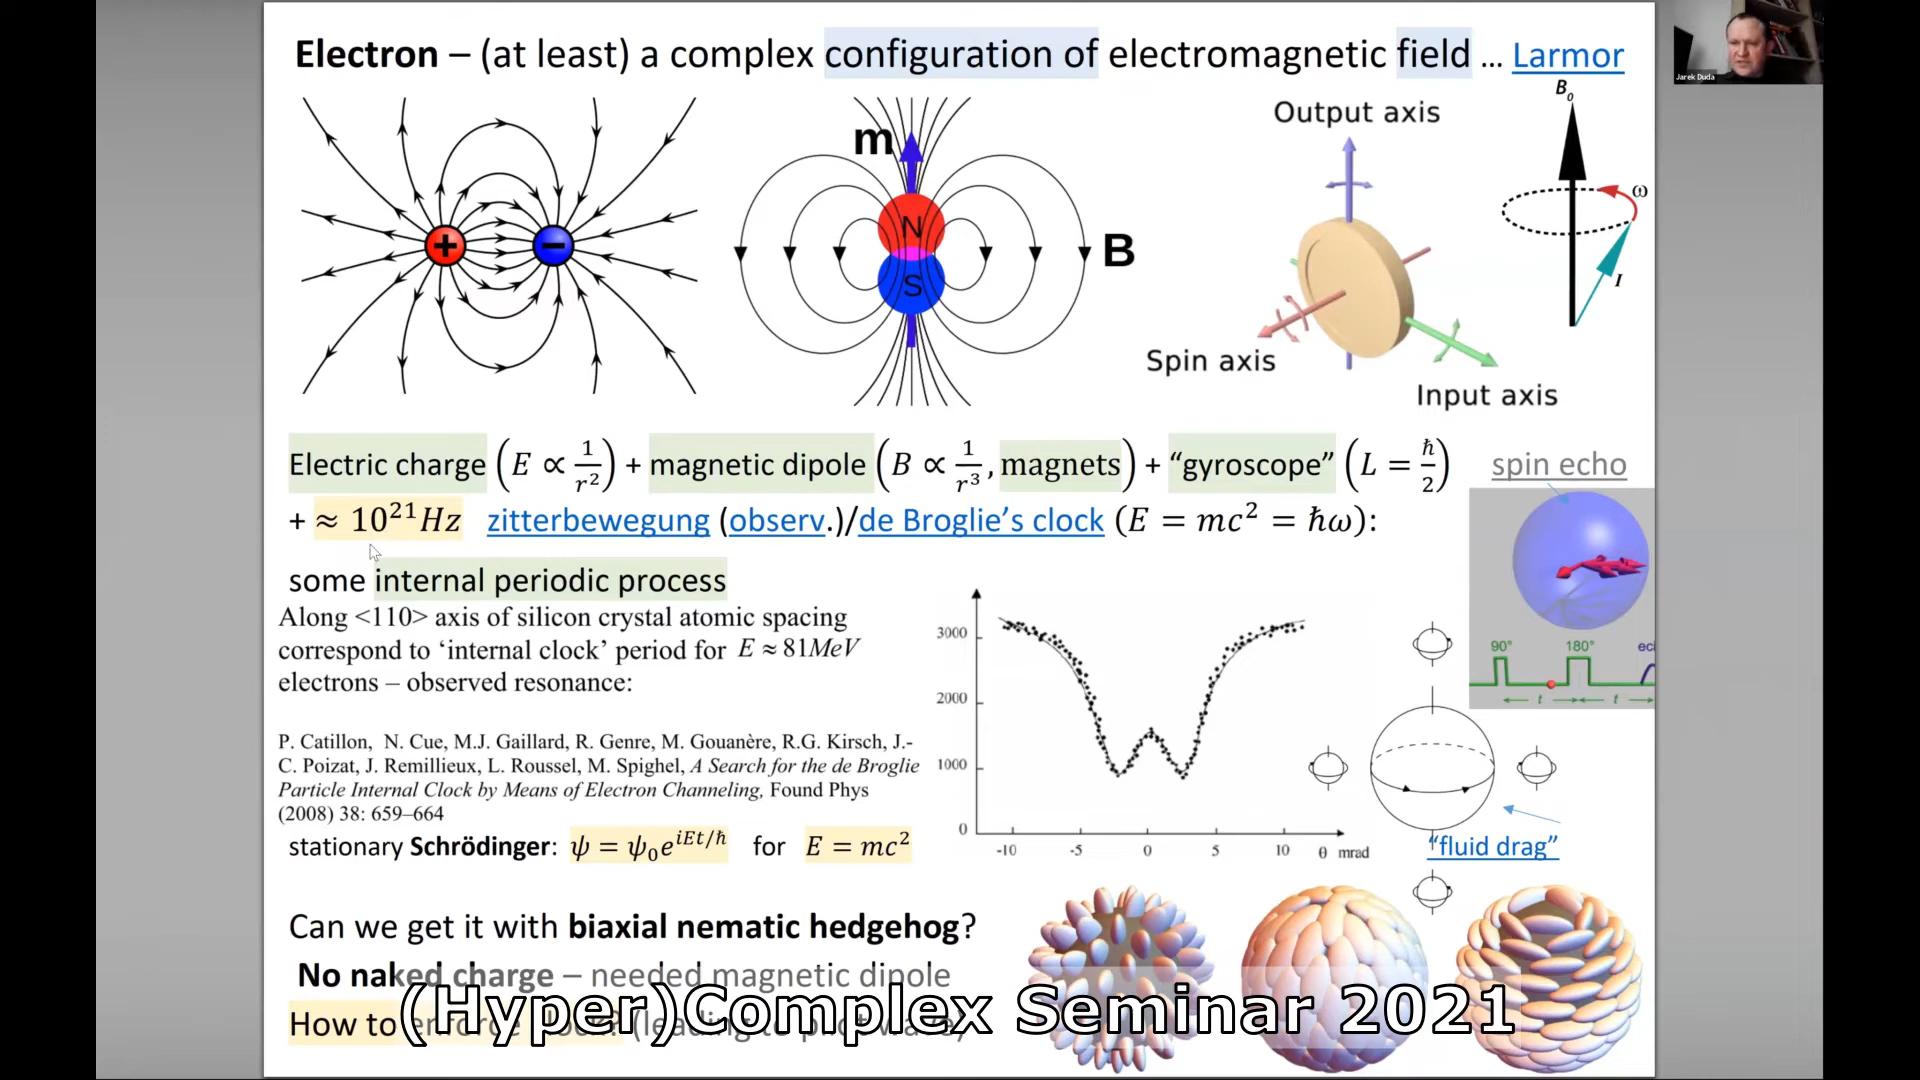 Electron – (at least) a complex configuration of electromagnetic field ... Larmor
Jarek Duda
+
−
m
N
S
B
Output axis
Spin axis
Input axis
B₀
ω
I
Electric charge (E ∝ 1/r²) + magnetic dipole (B ∝ 1/r³, magnets) + “gyroscope” (L = ħ/2) spin echo
+ ≈ 10²¹Hz zitterbewegung (observ.)/de Broglie’s clock (E = mc² = ħω):
some internal periodic process
Along <110> axis of silicon crystal atomic spacing
correspond to ‘internal clock’ period for E ≈ 81MeV
electrons – observed resonance:
P. Catillon, N. Cue, M.J. Gaillard, R. Genre, M. Gouanère, R.G. Kirsch, J.-
C. Poizat, J. Remillieux, L. Roussel, M. Spighel, A Search for the de Broglie
Particle Internal Clock by Means of Electron Channeling, Found Phys
(2008) 38: 659–664
stationary Schrödinger: ψ = ψ₀e^{iEt/ħ} for E = mc²
3000
2000
1000
0
-10 -5 0 5 10 θ mrad
90° 180°
t t
“fluid drag”
Can we get it with biaxial nematic hedgehog?
No naked charge – needed magnetic dipole
How to
(Hyper)Complex Seminar 2021